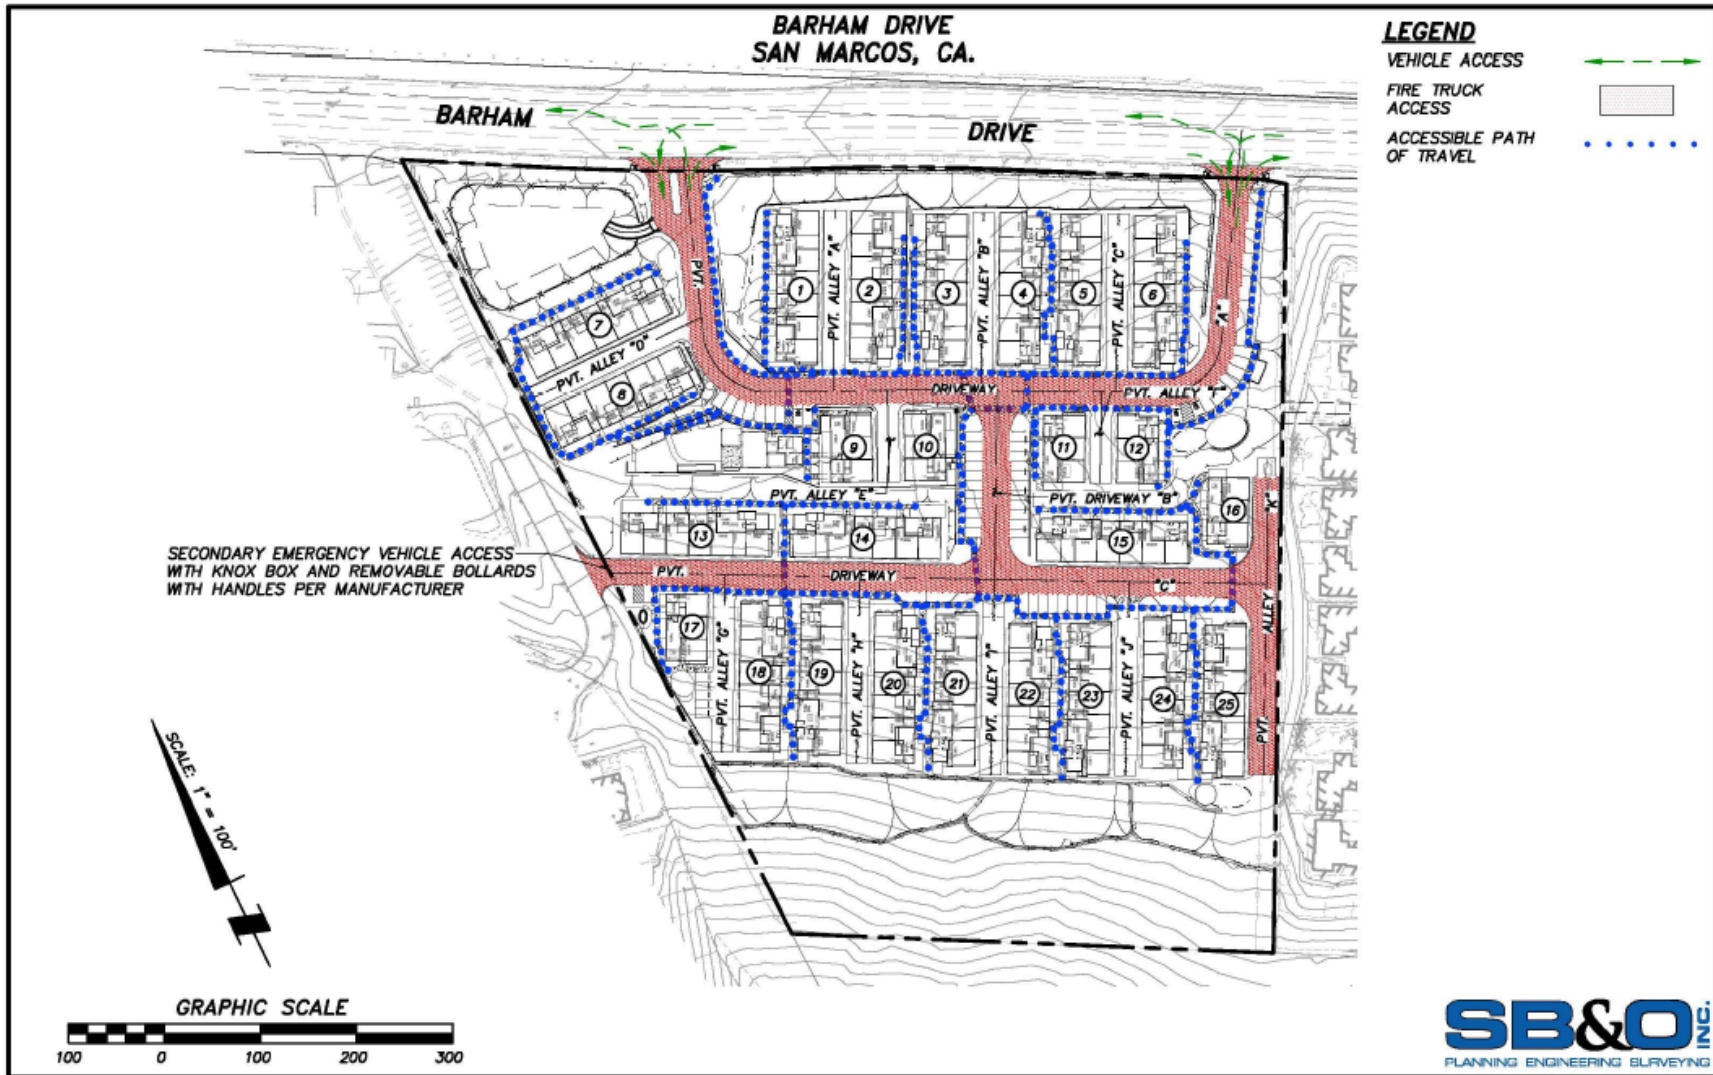 BARHAM DRIVE
SAN MARCOS, CA.
LEGEND
VEHICLE ACCESS
FIRE TRUCK
ACCESS
ACCESSIBLE PATH
OF TRAVEL
BARHAM
DRIVE
PVT.
"A"
PVT. ALLEY "A"
PVT. ALLEY "B"
PVT. ALLEY "C"
1
2
3
4
5
6
7
PVT. ALLEY "D"
8
DRIVEWAY
PVT. ALLEY "F"
9
10
11
12
PVT. ALLEY "E"
PVT. DRIVEWAY "B"
13
14
15
16
"K"
SECONDARY EMERGENCY VEHICLE ACCESS
WITH KNOX BOX AND REMOVABLE BOLLARDS
WITH HANDLES PER MANUFACTURER
PVT.
DRIVEWAY
"C"
ALLEY
PVT.
17
PVT. ALLEY "G"
18
19
PVT. ALLEY "H"
20
21
PVT. ALLEY "I"
22
23
PVT. ALLEY "J"
24
25
SCALE: 1" = 100'
GRAPHIC SCALE
100 0 100 200 300
SB&O INC.
PLANNING ENGINEERING SURVEYING